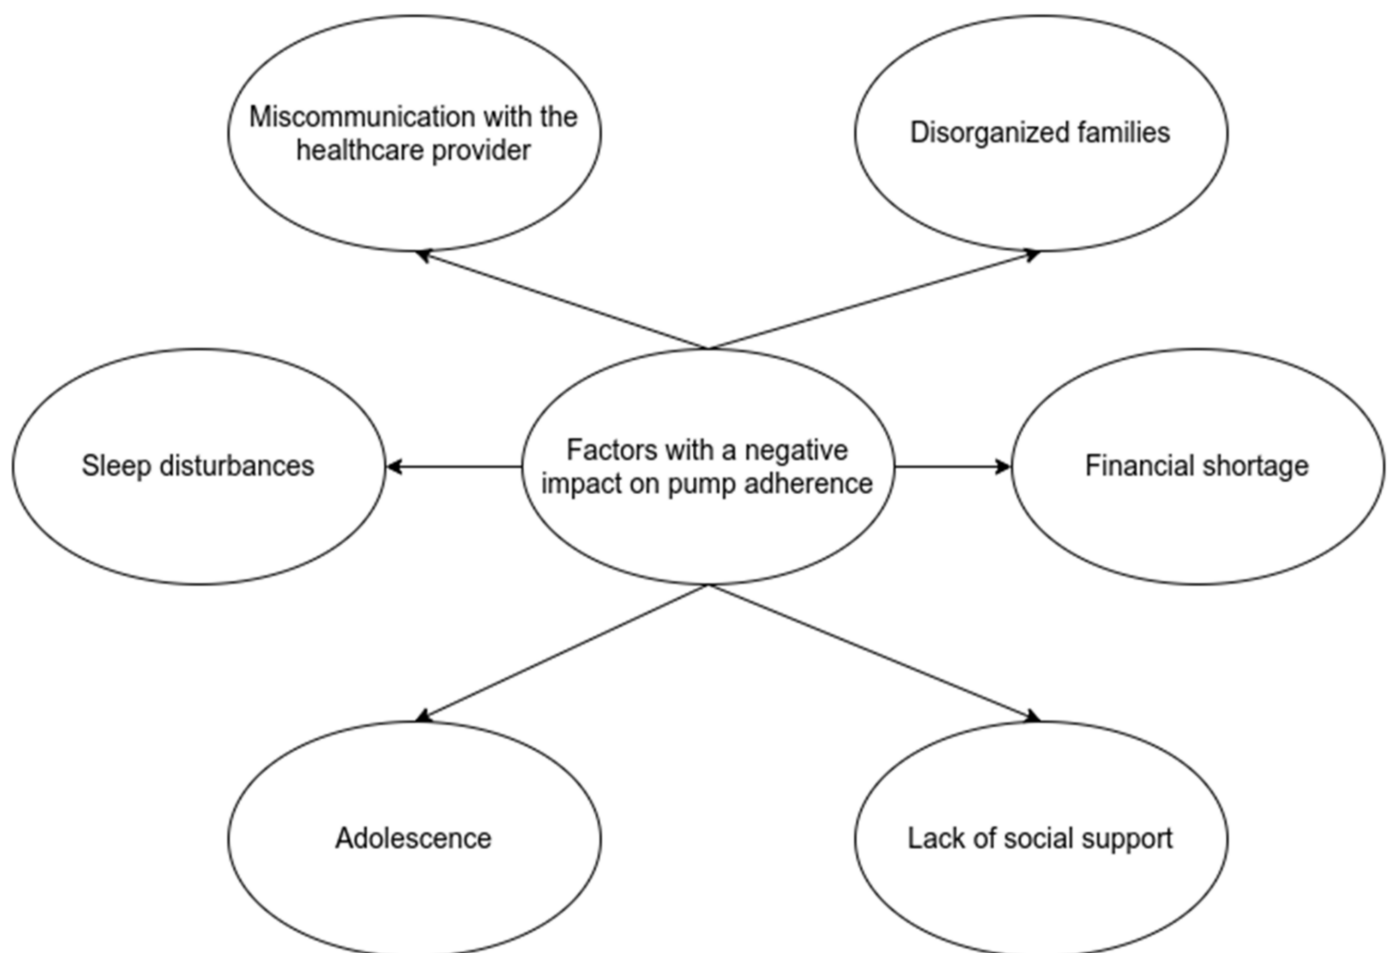 Miscommunication with the
healthcare provider
Disorganized families
Sleep disturbances
Factors with a negative
impact on pump adherence
Financial shortage
Adolescence
Lack of social support